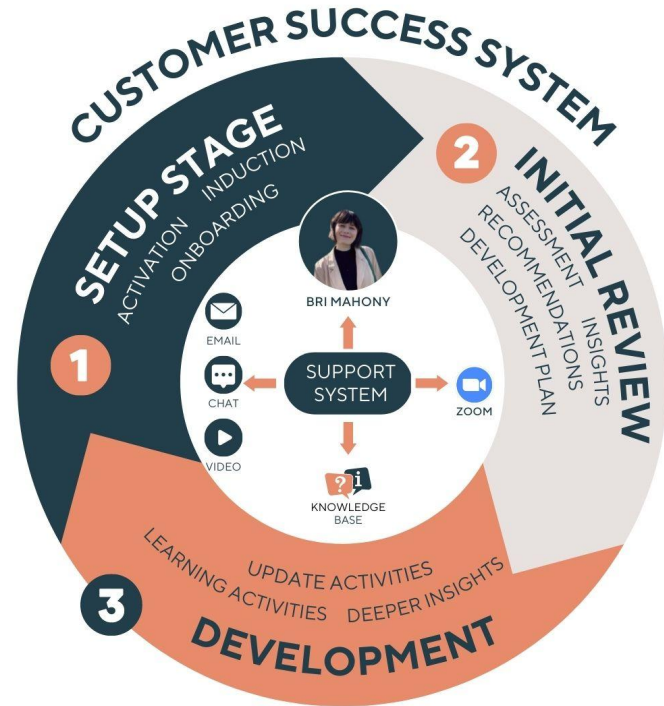 CUSTOMER SUCCESS SYSTEM
1
SETUP STAGE
ACTIVATION INDUCTION
ONBOARDING
2
INITIAL REVIEW
ASSESSMENT INSIGHTS
RECOMMENDATIONS
DEVELOPMENT PLAN
BRI MAHONY
SUPPORT
SYSTEM
EMAIL
CHAT
VIDEO
ZOOM
? i
KNOWLEDGE
BASE
3
UPDATE ACTIVITIES
LEARNING ACTIVITIES DEEPER INSIGHTS
DEVELOPMENT